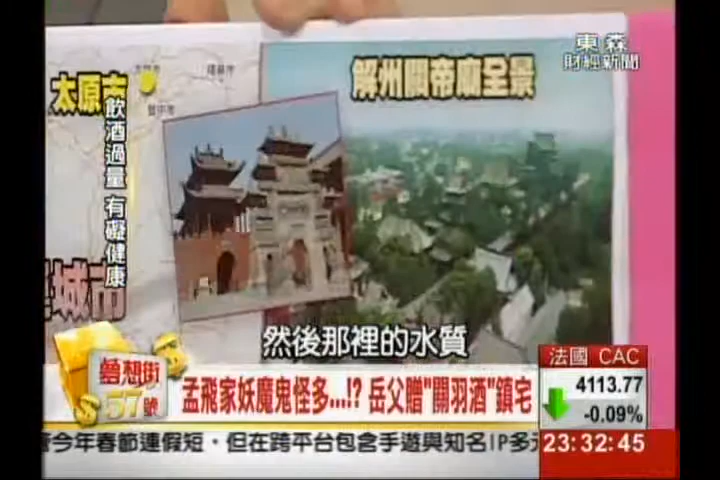 東森
財經新聞
太原市
解州關帝廟全景
飲酒過量 有礙健康
城市
然後那裡的水質
夢想街
57號
孟飛家妖魔鬼怪多...!? 岳父贈"關羽酒"鎮宅
法國 CAC
4113.77
-0.09%
今年春節連假短，但在跨平台包含手遊與知名IP多
23:32:45